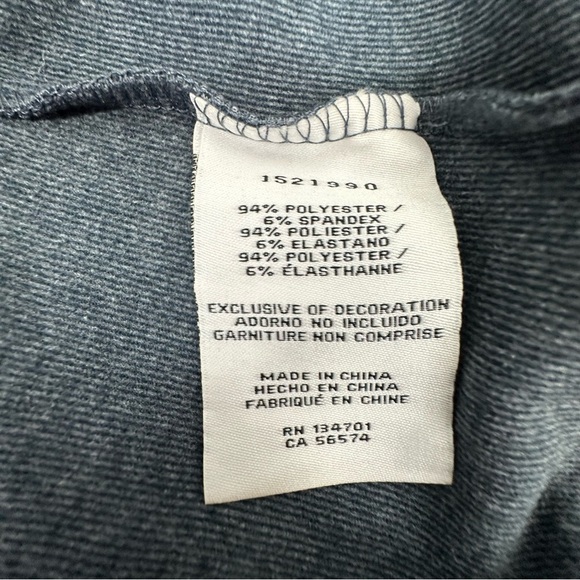 1521990
94% POLYESTER /
6% SPANDEX
94% POLIESTER /
6% ELASTANO
94% POLYESTER /
6% ÉLASTHANNE
EXCLUSIVE OF DECORATION
ADORNO NO INCLUIDO
GARNITURE NON COMPRISE
MADE IN CHINA
HECHO EN CHINA
FABRIQUÉ EN CHINE
RN 134701
CA 56574